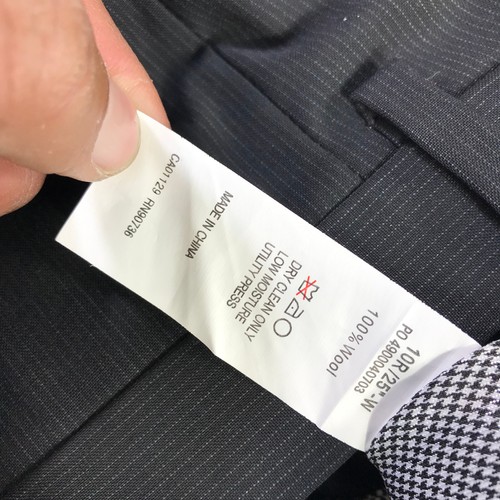 10R/25"-W
PO 4900040703
100% Wool
DRY CLEAN ONLY
LOW MOISTURE
UTILITY PRESS
MADE IN CHINA
CA01129 RN90736